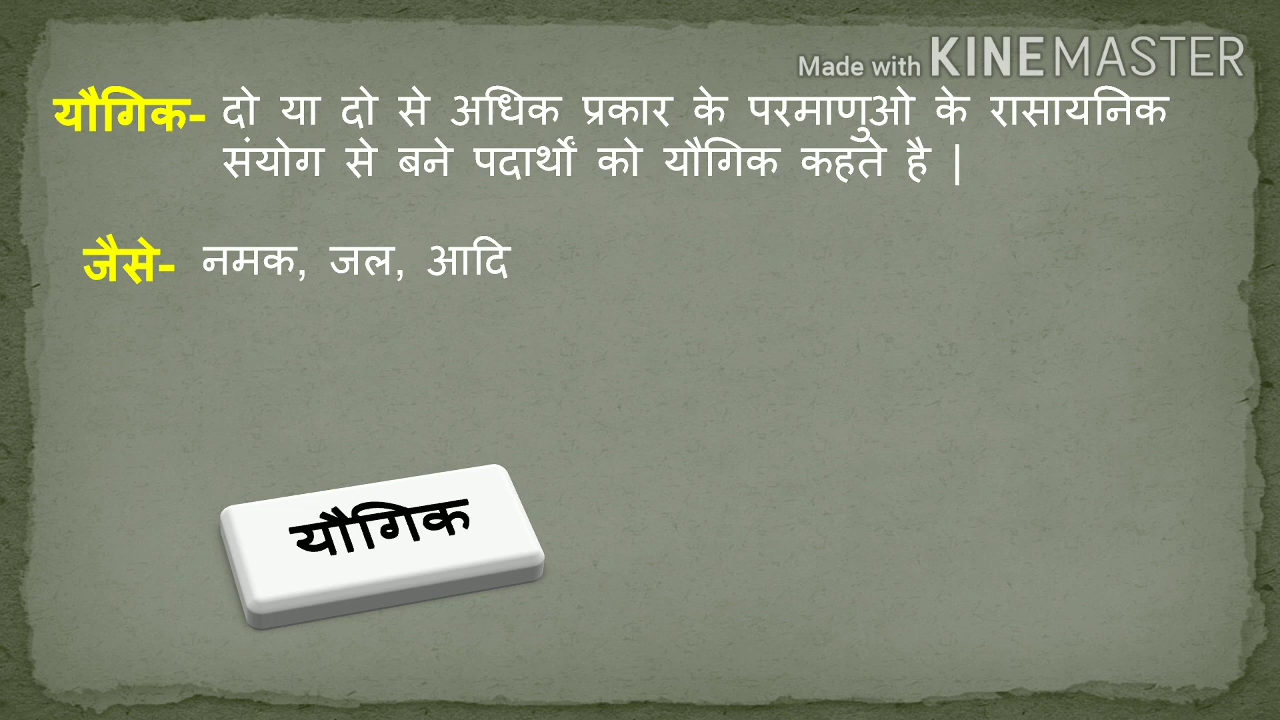 Made with KINEMASTER
यौगिक- दो या दो से अधिक प्रकार के परमाणुओ के रासायनिक
संयोग से बने पदार्थों को यौगिक कहते है |
जैसे- नमक, जल, आदि
यौगिक